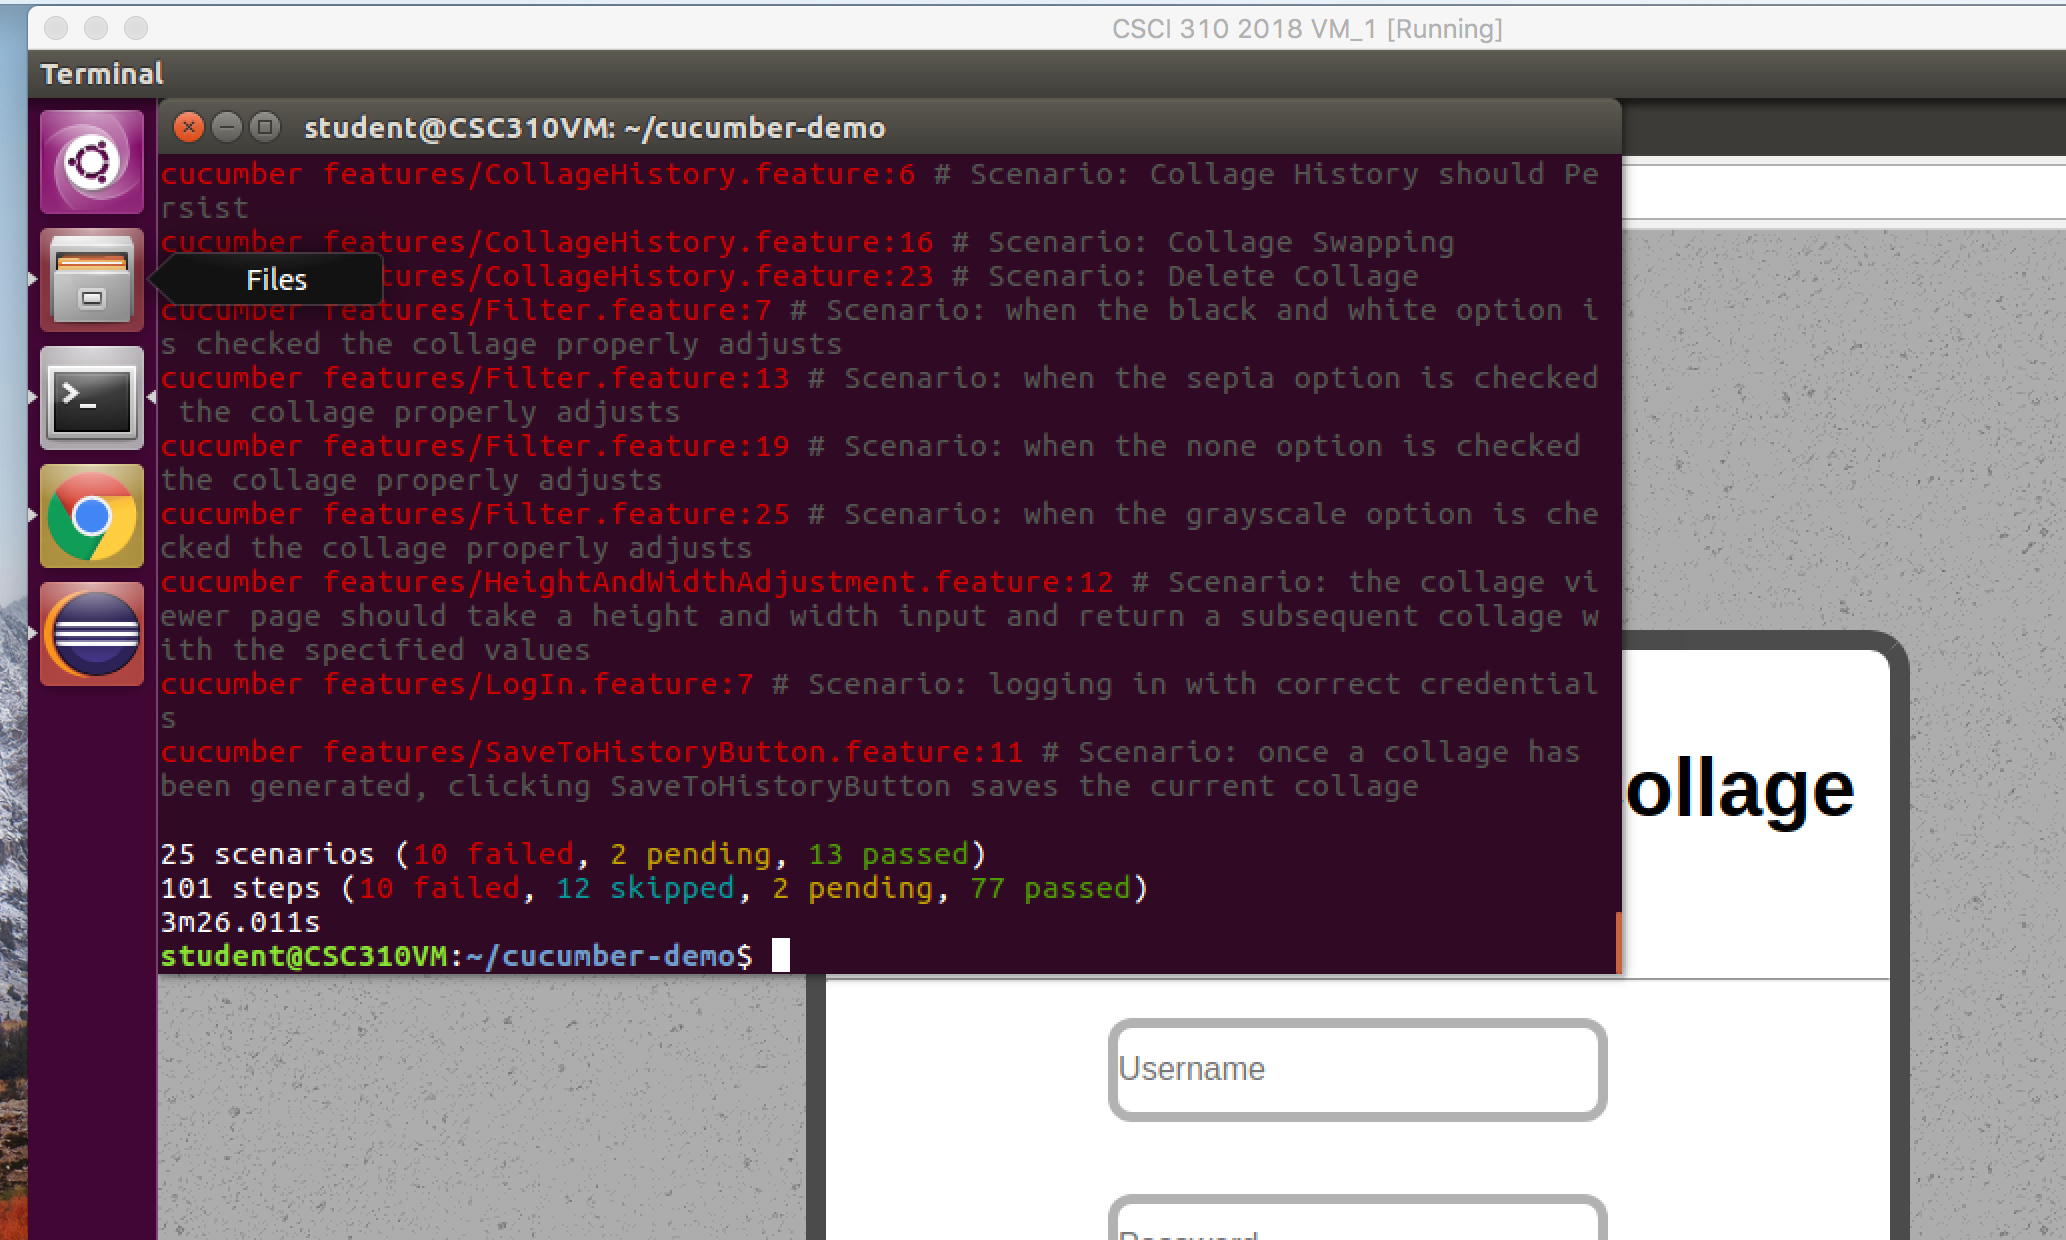 CSCI 310 2018 VM_1 [Running]
Terminal
student@CSC310VM: ~/cucumber-demo
cucumber features/CollageHistory.feature:6 # Scenario: Collage History should Pe
rsist
cucumber features/CollageHistory.feature:16 # Scenario: Collage Swapping
Files
tures/CollageHistory.feature:23 # Scenario: Delete Collage
cucumber features/Filter.feature:7 # Scenario: when the black and white option i
s checked the collage properly adjusts
cucumber features/Filter.feature:13 # Scenario: when the sepia option is checked
 the collage properly adjusts
cucumber features/Filter.feature:19 # Scenario: when the none option is checked
the collage properly adjusts
cucumber features/Filter.feature:25 # Scenario: when the grayscale option is che
cked the collage properly adjusts
cucumber features/HeightAndWidthAdjustment.feature:12 # Scenario: the collage vi
ewer page should take a height and width input and return a subsequent collage w
ith the specified values
cucumber features/LogIn.feature:7 # Scenario: logging in with correct credential
s
cucumber features/SaveToHistoryButton.feature:11 # Scenario: once a collage has
been generated, clicking SaveToHistoryButton saves the current collage
ollage
25 scenarios (10 failed, 2 pending, 13 passed)
101 steps (10 failed, 12 skipped, 2 pending, 77 passed)
3m26.011s
student@CSC310VM:~/cucumber-demo$
Username
Password